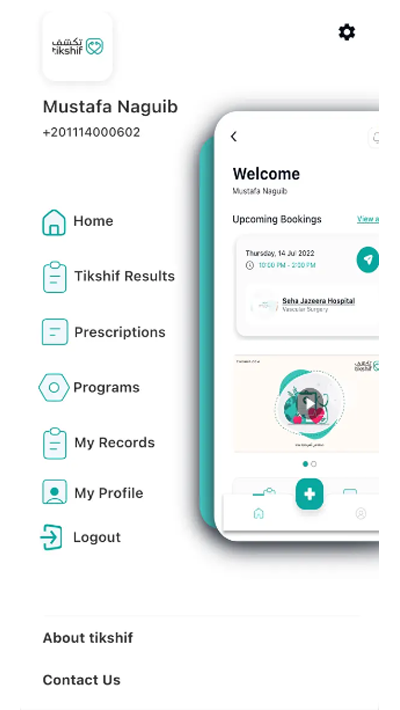 تكشف
tikshif
Mustafa Naguib
+201114000602
Home
Tikshif Results
Prescriptions
Programs
My Records
My Profile
Logout
About tikshif
Contact Us
Welcome
Mustafa Naguib
Upcoming Bookings
View a
Thursday, 14 Jul 2022
10:00 PM - 2:00 PM
Seha Jazeera Hospital
Vascular Surgery
تكشف
tikshif